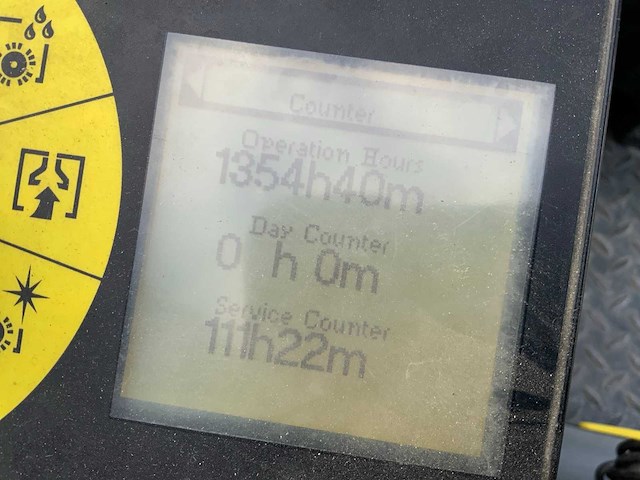 Counter
Operation Hours
1354h40m
Day Counter
0 h 0m
Service Counter
111h22m